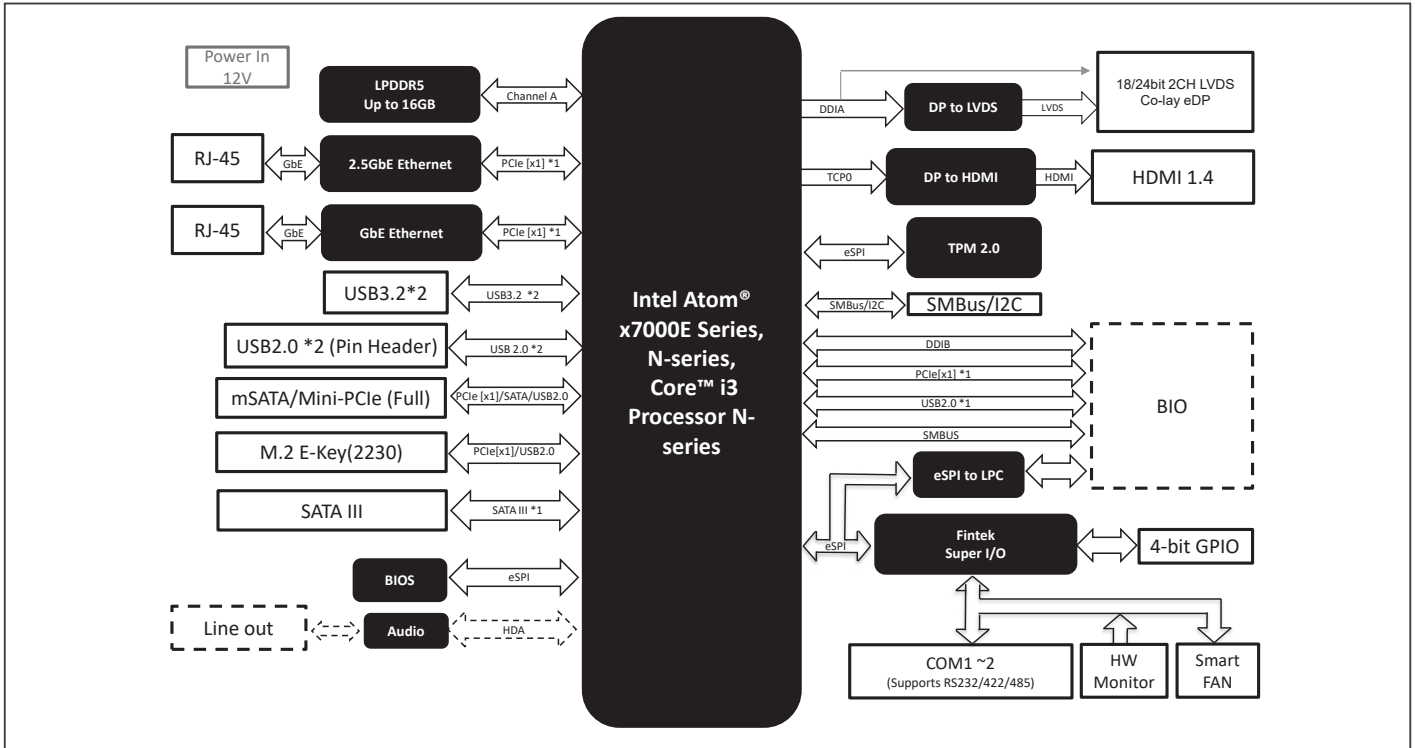 Power In
12V
LPDDR5
Up to 16GB
Channel A
RJ-45
GbE
2.5GbE Ethernet
PCIe [x1] *1
RJ-45
GbE
GbE Ethernet
PCIe [x1] *1
USB3.2*2
USB3.2 *2
USB2.0 *2 (Pin Header)
USB 2.0 *2
mSATA/Mini-PCIe (Full)
PCIe [x1]/SATA/USB2.0
M.2 E-Key(2230)
PCIe[x1]/USB2.0
SATA III
SATA III *1
BIOS
eSPI
Line out
Audio
HDA
Intel Atom®
x7000E Series,
N-series,
Core™ i3
Processor N-
series
DDIA
DP to LVDS
LVDS
18/24bit 2CH LVDS
Co-lay eDP
TCP0
DP to HDMI
HDMI
HDMI 1.4
eSPI
TPM 2.0
SMBus/I2C
SMBus/I2C
DDIB
PCIe[x1] *1
USB2.0 *1
SMBUS
BIO
eSPI to LPC
eSPI
Fintek
Super I/O
4-bit GPIO
COM1 ~2
(Supports RS232/422/485)
HW
Monitor
Smart
FAN